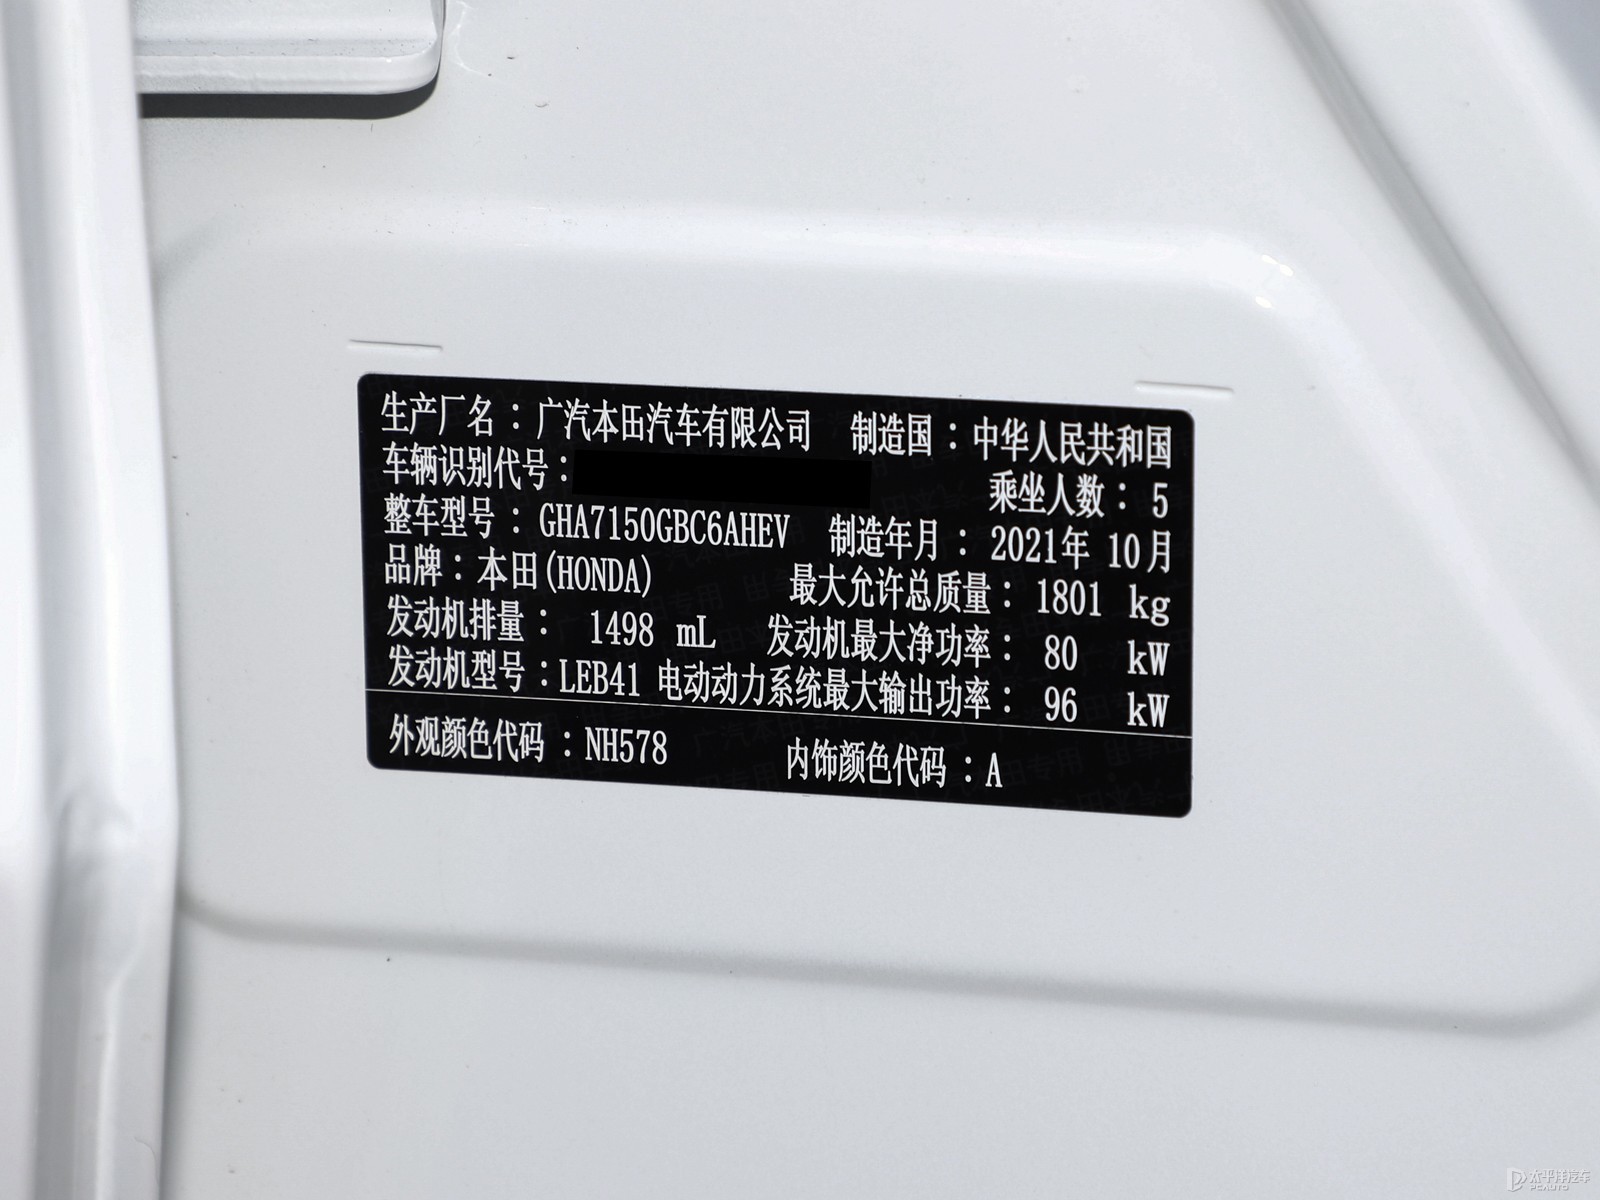 生产厂名：广汽本田汽车有限公司 制造国：中华人民共和国
车辆识别代号： 乘坐人数：5
整车型号：GHA7150GBC6AHEV 制造年月：2021年 10月
品牌：本田(HONDA) 最大允许总质量：1801 kg
发动机排量：1498 mL 发动机最大净功率：80 kW
发动机型号：LEB41 电动动力系统最大输出功率：96 kW
外观颜色代码：NH578 内饰颜色代码：A
太平洋汽车
PCAUTO